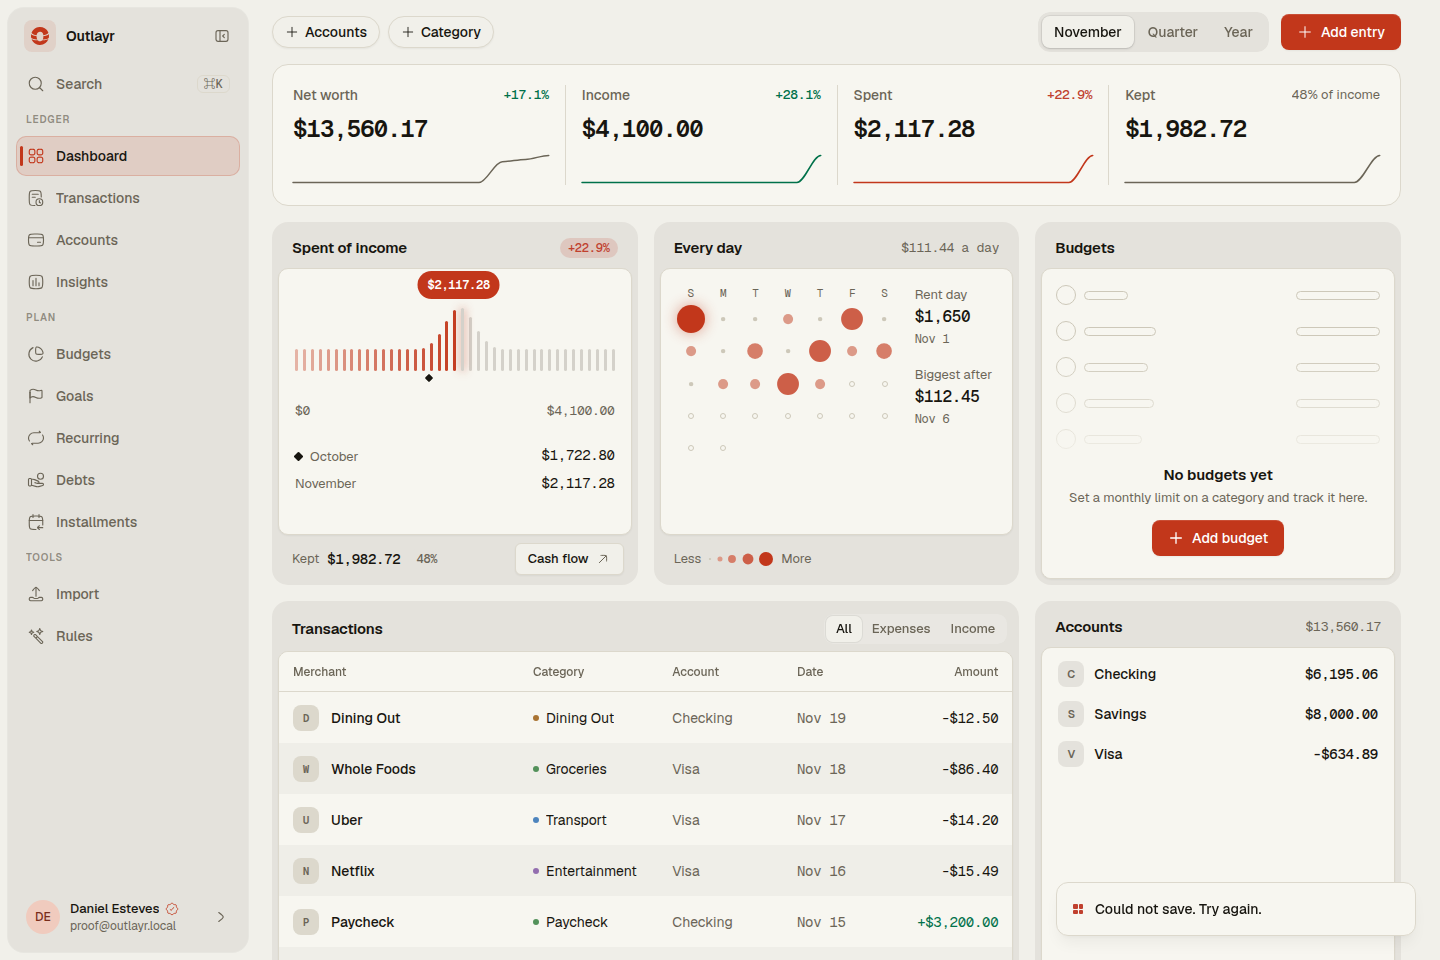 Outlayr
Search ⌘K
LEDGER
Dashboard
Transactions
Accounts
Insights
PLAN
Budgets
Goals
Recurring
Debts
Installments
TOOLS
Import
Rules
DE Daniel Esteves
proof@outlayr.local
+ Accounts + Category
November Quarter Year + Add entry
Net worth +17.1%
$13,560.17
Income +28.1%
$4,100.00
Spent +22.9%
$2,117.28
Kept 48% of income
$1,982.72
Spent of income +22.9%
$2,117.28
$0 $4,100.00
October $1,722.80
November $2,117.28
Kept $1,982.72 48% Cash flow
Every day $111.44 a day
S M T W T F S
Rent day
$1,650
Nov 1
Biggest after
$112.45
Nov 6
Less More
Budgets
No budgets yet
Set a monthly limit on a category and track it here.
+ Add budget
Transactions All Expenses Income
Merchant Category Account Date Amount
D Dining Out Dining Out Checking Nov 19 -$12.50
W Whole Foods Groceries Visa Nov 18 -$86.40
U Uber Transport Visa Nov 17 -$14.20
N Netflix Entertainment Visa Nov 16 -$15.49
P Paycheck Paycheck Checking Nov 15 +$3,200.00
Accounts $13,560.17
C Checking $6,195.06
S Savings $8,000.00
V Visa -$634.89
Could not save. Try again.